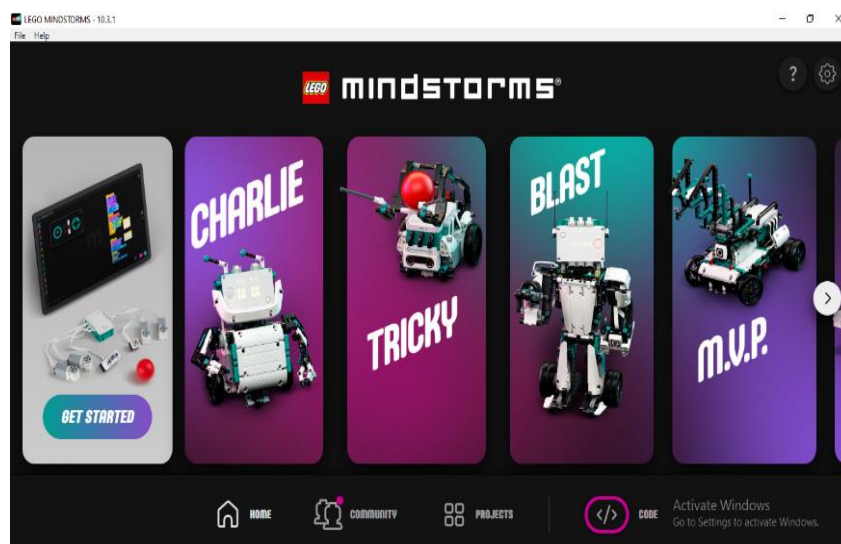 LEGO MINDSTORMS - 10.3.1
File Help
LEGO mindstorms®
?
CHARLIE
TRICKY
BLAST
M.V.P.
GET STARTED
HOME
COMMUNITY
PROJECTS
</> CODE
Activate Windows
Go to Settings to activate Windows.